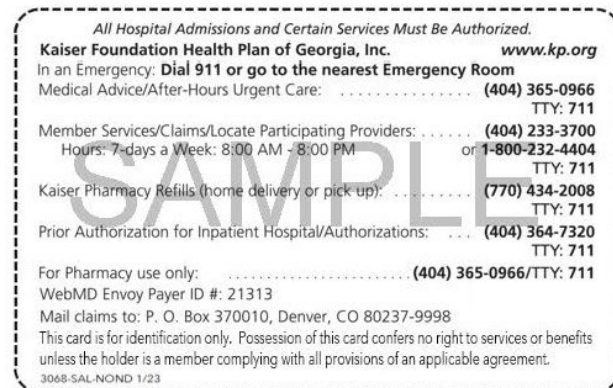 All Hospital Admissions and Certain Services Must Be Authorized.
Kaiser Foundation Health Plan of Georgia, Inc. www.kp.org
In an Emergency: Dial 911 or go to the nearest Emergency Room
Medical Advice/After-Hours Urgent Care: . . . . . . . . . . . . . . . (404) 365-0966
TTY: 711
Member Services/Claims/Locate Participating Providers: . . . . . . (404) 233-3700
Hours: 7-days a Week: 8:00 AM - 8:00 PM or 1-800-232-4404
TTY: 711
SAMPLE
Kaiser Pharmacy Refills (home delivery or pick up): . . . . . . . . . (770) 434-2008
TTY: 711
Prior Authorization for Inpatient Hospital/Authorizations: . . . (404) 364-7320
TTY: 711
For Pharmacy use only: . . . . . . . . . . . . . . . . . . . . (404) 365-0966/TTY: 711
WebMD Envoy Payer ID #: 21313
Mail claims to: P. O. Box 370010, Denver, CO 80237-9998
This card is for identification only. Possession of this card confers no right to services or benefits
unless the holder is a member complying with all provisions of an applicable agreement.
3068-SAL-NOND 1/23